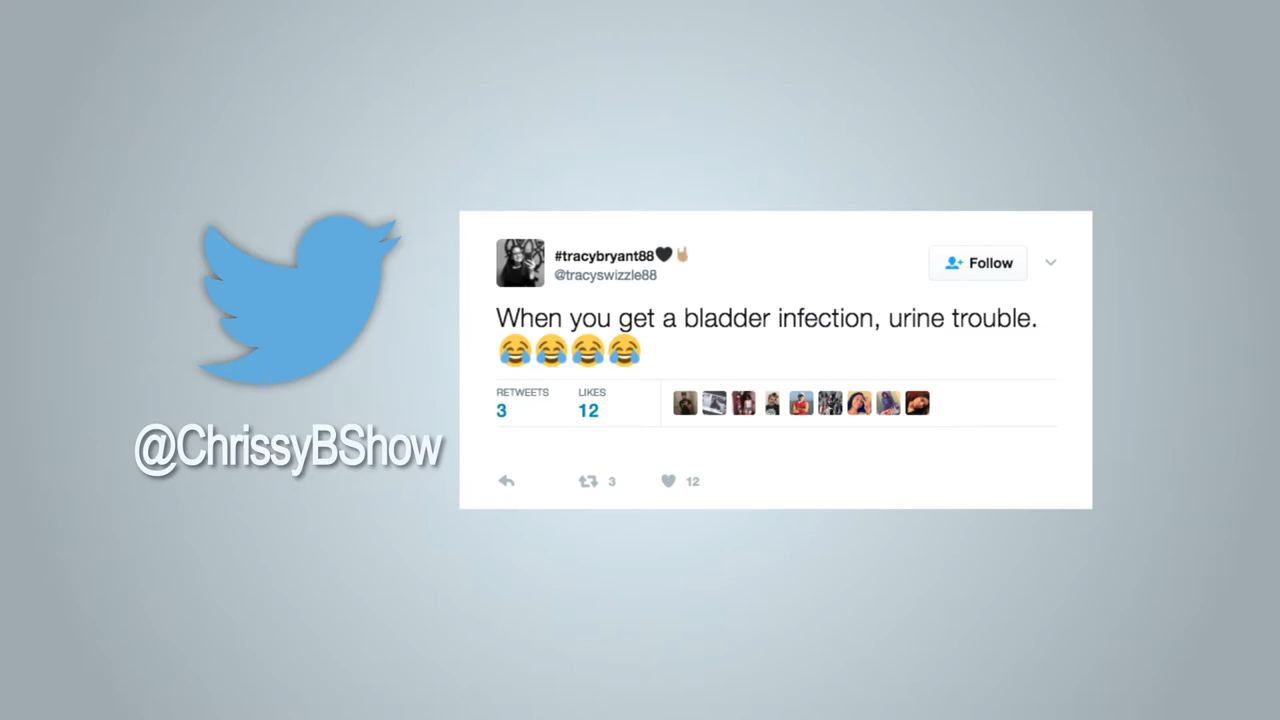 #tracybryant88🖤🤘🏼
@tracyswizzle88
Follow
When you get a bladder infection, urine trouble.
😂😂😂😂
RETWEETS LIKES
3 12
3 12
@ChrissyBShow